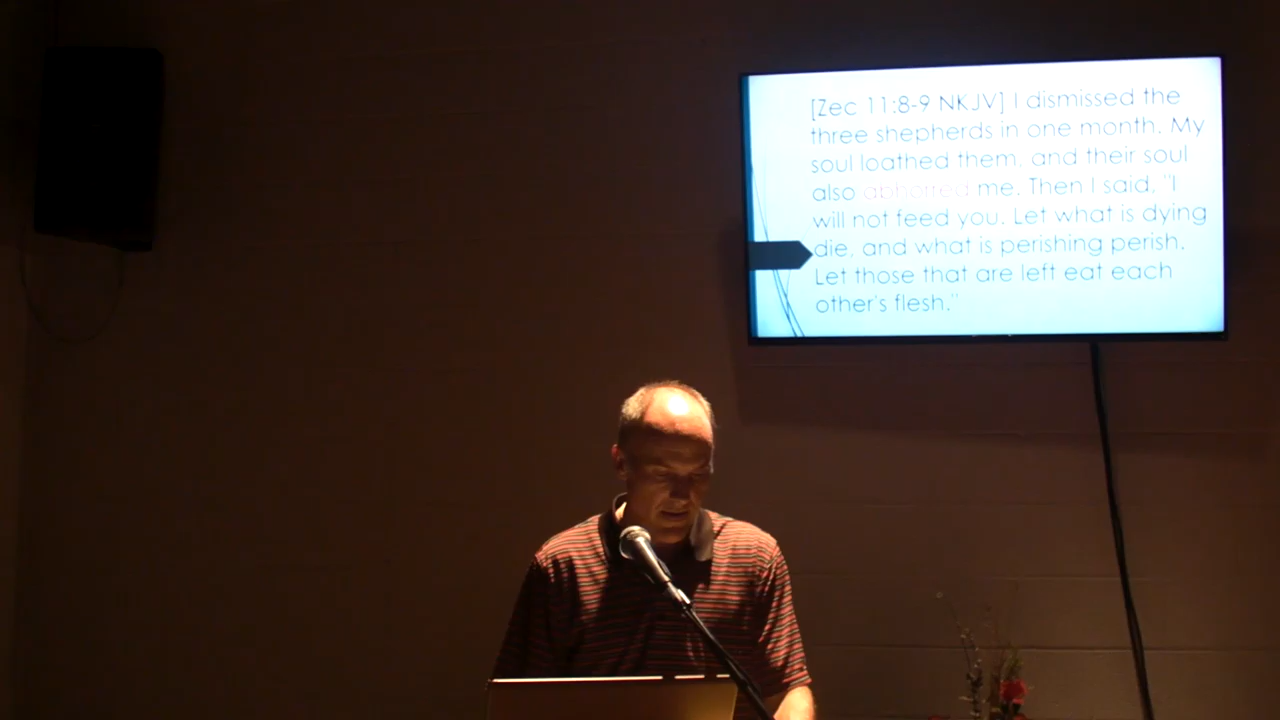 [Zec 11:8-9 NKJV] I dismissed the
three shepherds in one month. My
soul loathed them, and their soul
also abhorred me. Then I said, "I
will not feed you. Let what is dying
die, and what is perishing perish.
Let those that are left eat each
other's flesh."